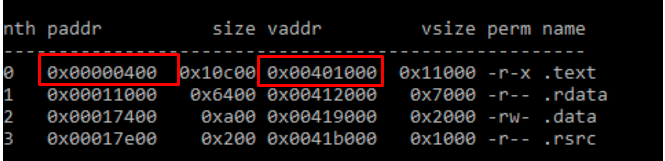 nth paddr size vaddr vsize perm name
0 0x00000400 0x10c00 0x00401000 0x11000 -r-x .text
1 0x00011000 0x6400 0x00412000 0x7000 -r-- .rdata
2 0x00017400 0xa00 0x00419000 0x2000 -rw- .data
3 0x00017e00 0x200 0x0041b000 0x1000 -r-- .rsrc